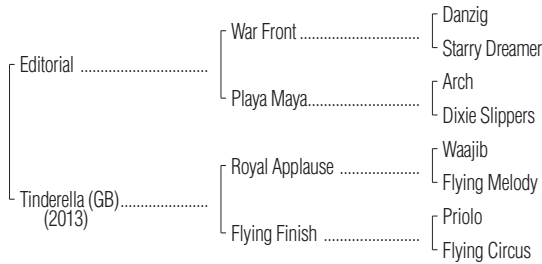 Danzig
War Front ..............................
Starry Dreamer
Editorial ................................
Arch
Playa Maya............................
Dixie Slippers
Waajib
Royal Applause ....................
Flying Melody
Tinderella (GB)......................
(2013)
Priolo
Flying Finish ........................
Flying Circus